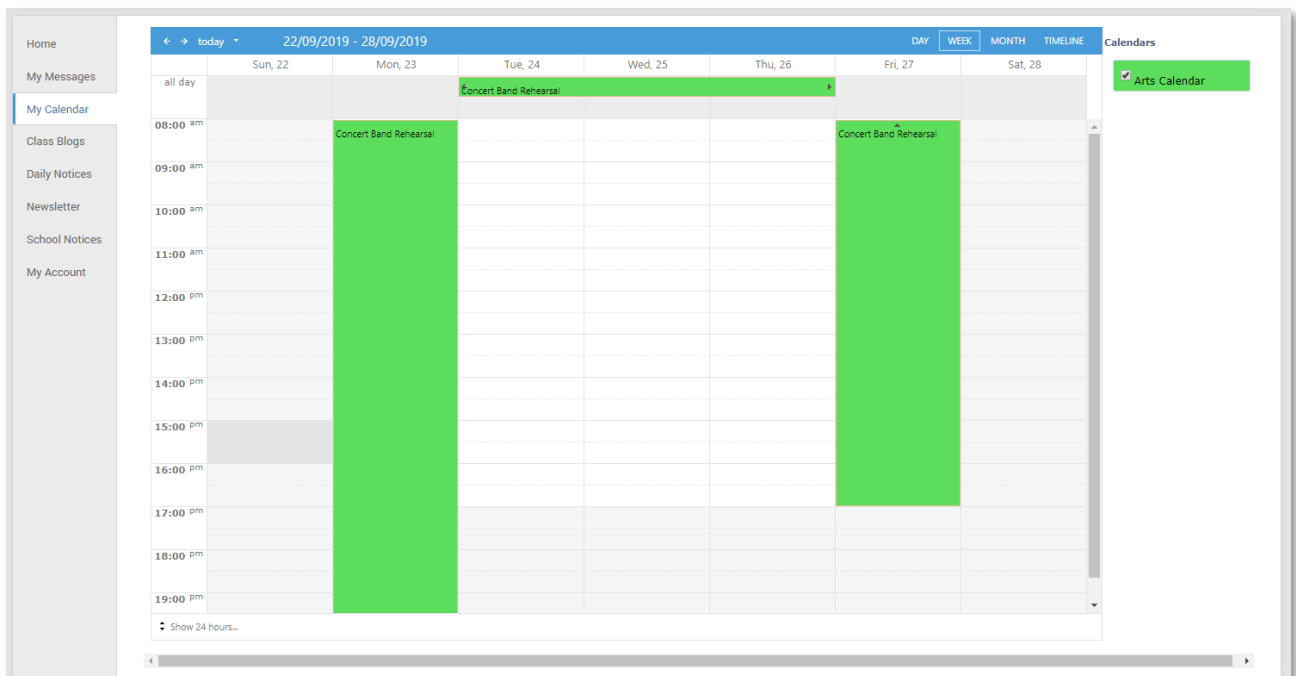 Home
My Messages
My Calendar
Class Blogs
Daily Notices
Newsletter
School Notices
My Account
today 22/09/2019 - 28/09/2019 DAY WEEK MONTH TIMELINE
Sun, 22 Mon, 23 Tue, 24 Wed, 25 Thu, 26 Fri, 27 Sat, 28
all day Concert Band Rehearsal
08:00 am Concert Band Rehearsal Concert Band Rehearsal
09:00 am
10:00 am
11:00 am
12:00 pm
13:00 pm
14:00 pm
15:00 pm
16:00 pm
17:00 pm
18:00 pm
19:00 pm
Show 24 hours...
Calendars
Arts Calendar